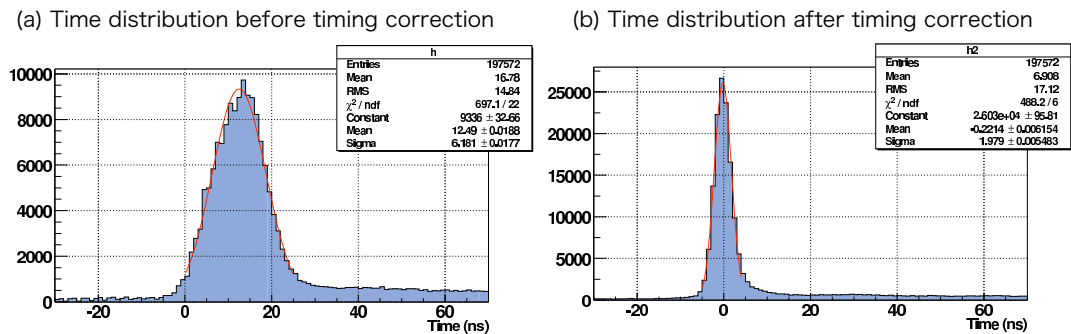 (a) Time distribution before timing correction
h
Entries 197572
Mean 16.78
RMS 14.84
χ² / ndf 697.1 / 22
Constant 9336 ± 32.66
Mean 12.49 ± 0.0188
Sigma 6.181 ± 0.0177
10000
8000
6000
4000
2000
0
-20 0 20 40 60
Time (ns)
(b) Time distribution after timing correction
h2
Entries 197572
Mean 6.908
RMS 17.12
χ² / ndf 488.2 / 6
Constant 2.603e+04 ± 95.81
Mean -0.2214 ± 0.006154
Sigma 1.979 ± 0.005483
25000
20000
15000
10000
5000
0
-20 0 20 40 60
Time (ns)